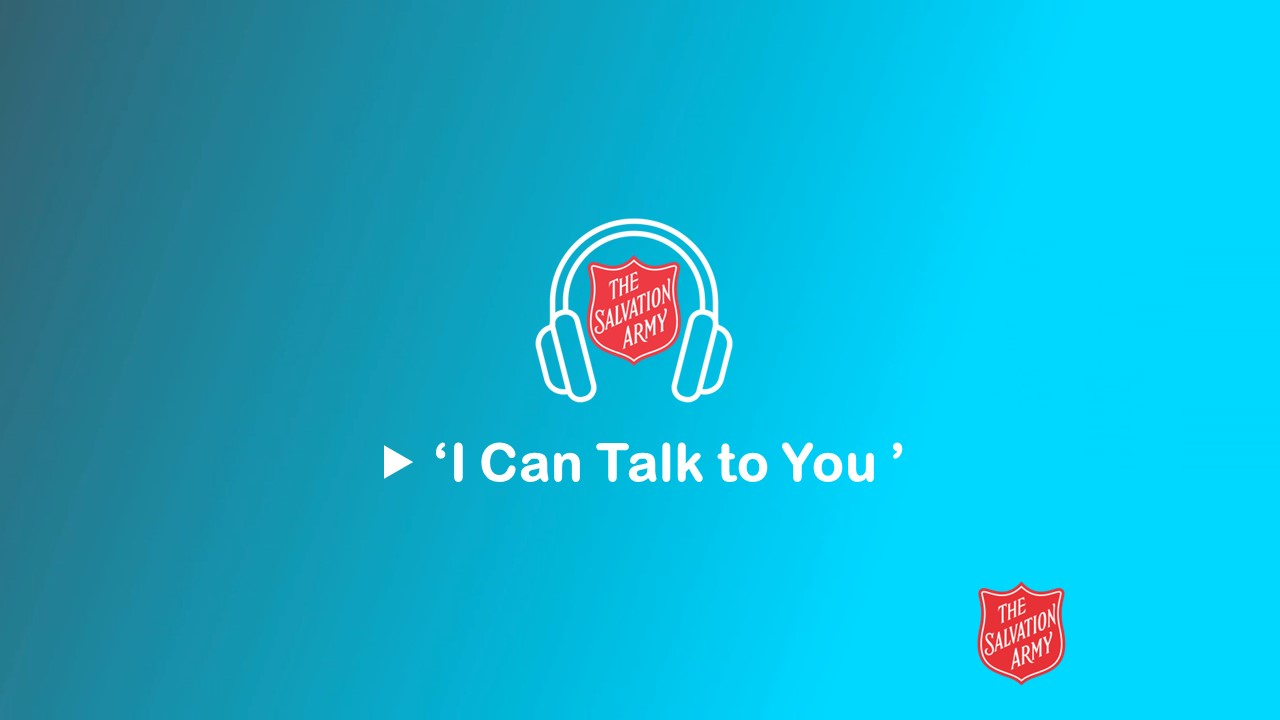 THE
SALVATION
ARMY
‘I Can Talk to You ’
THE
SALVATION
ARMY